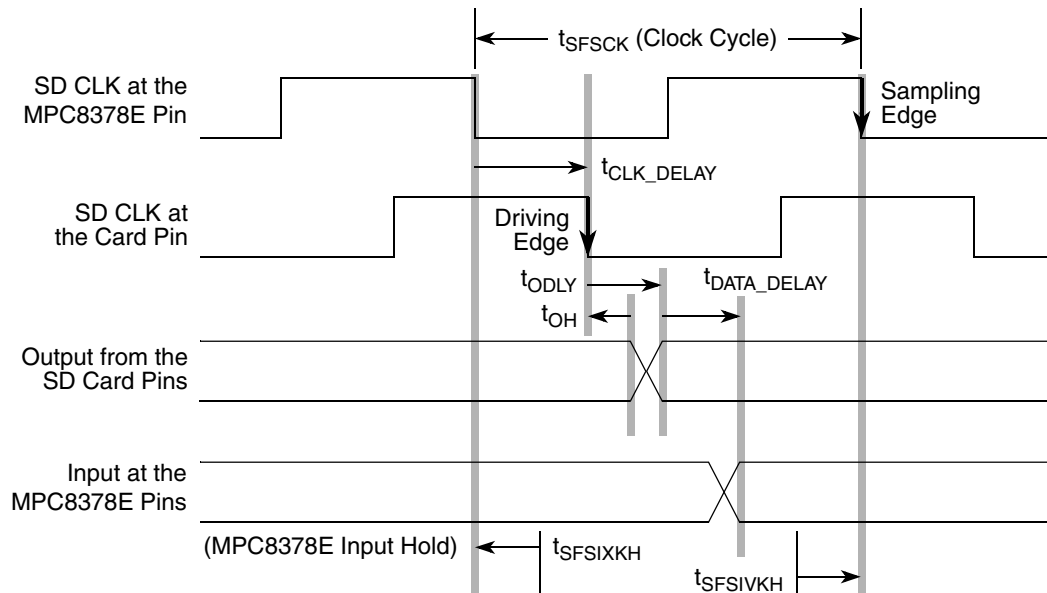 tSFSCK (Clock Cycle)
SD CLK at the
MPC8378E Pin
Sampling
Edge
tCLK_DELAY
SD CLK at
the Card Pin
Driving
Edge
tODLY
tDATA_DELAY
tOH
Output from the
SD Card Pins
Input at the
MPC8378E Pins
(MPC8378E Input Hold)
tSFSIXKH
tSFSIVKH